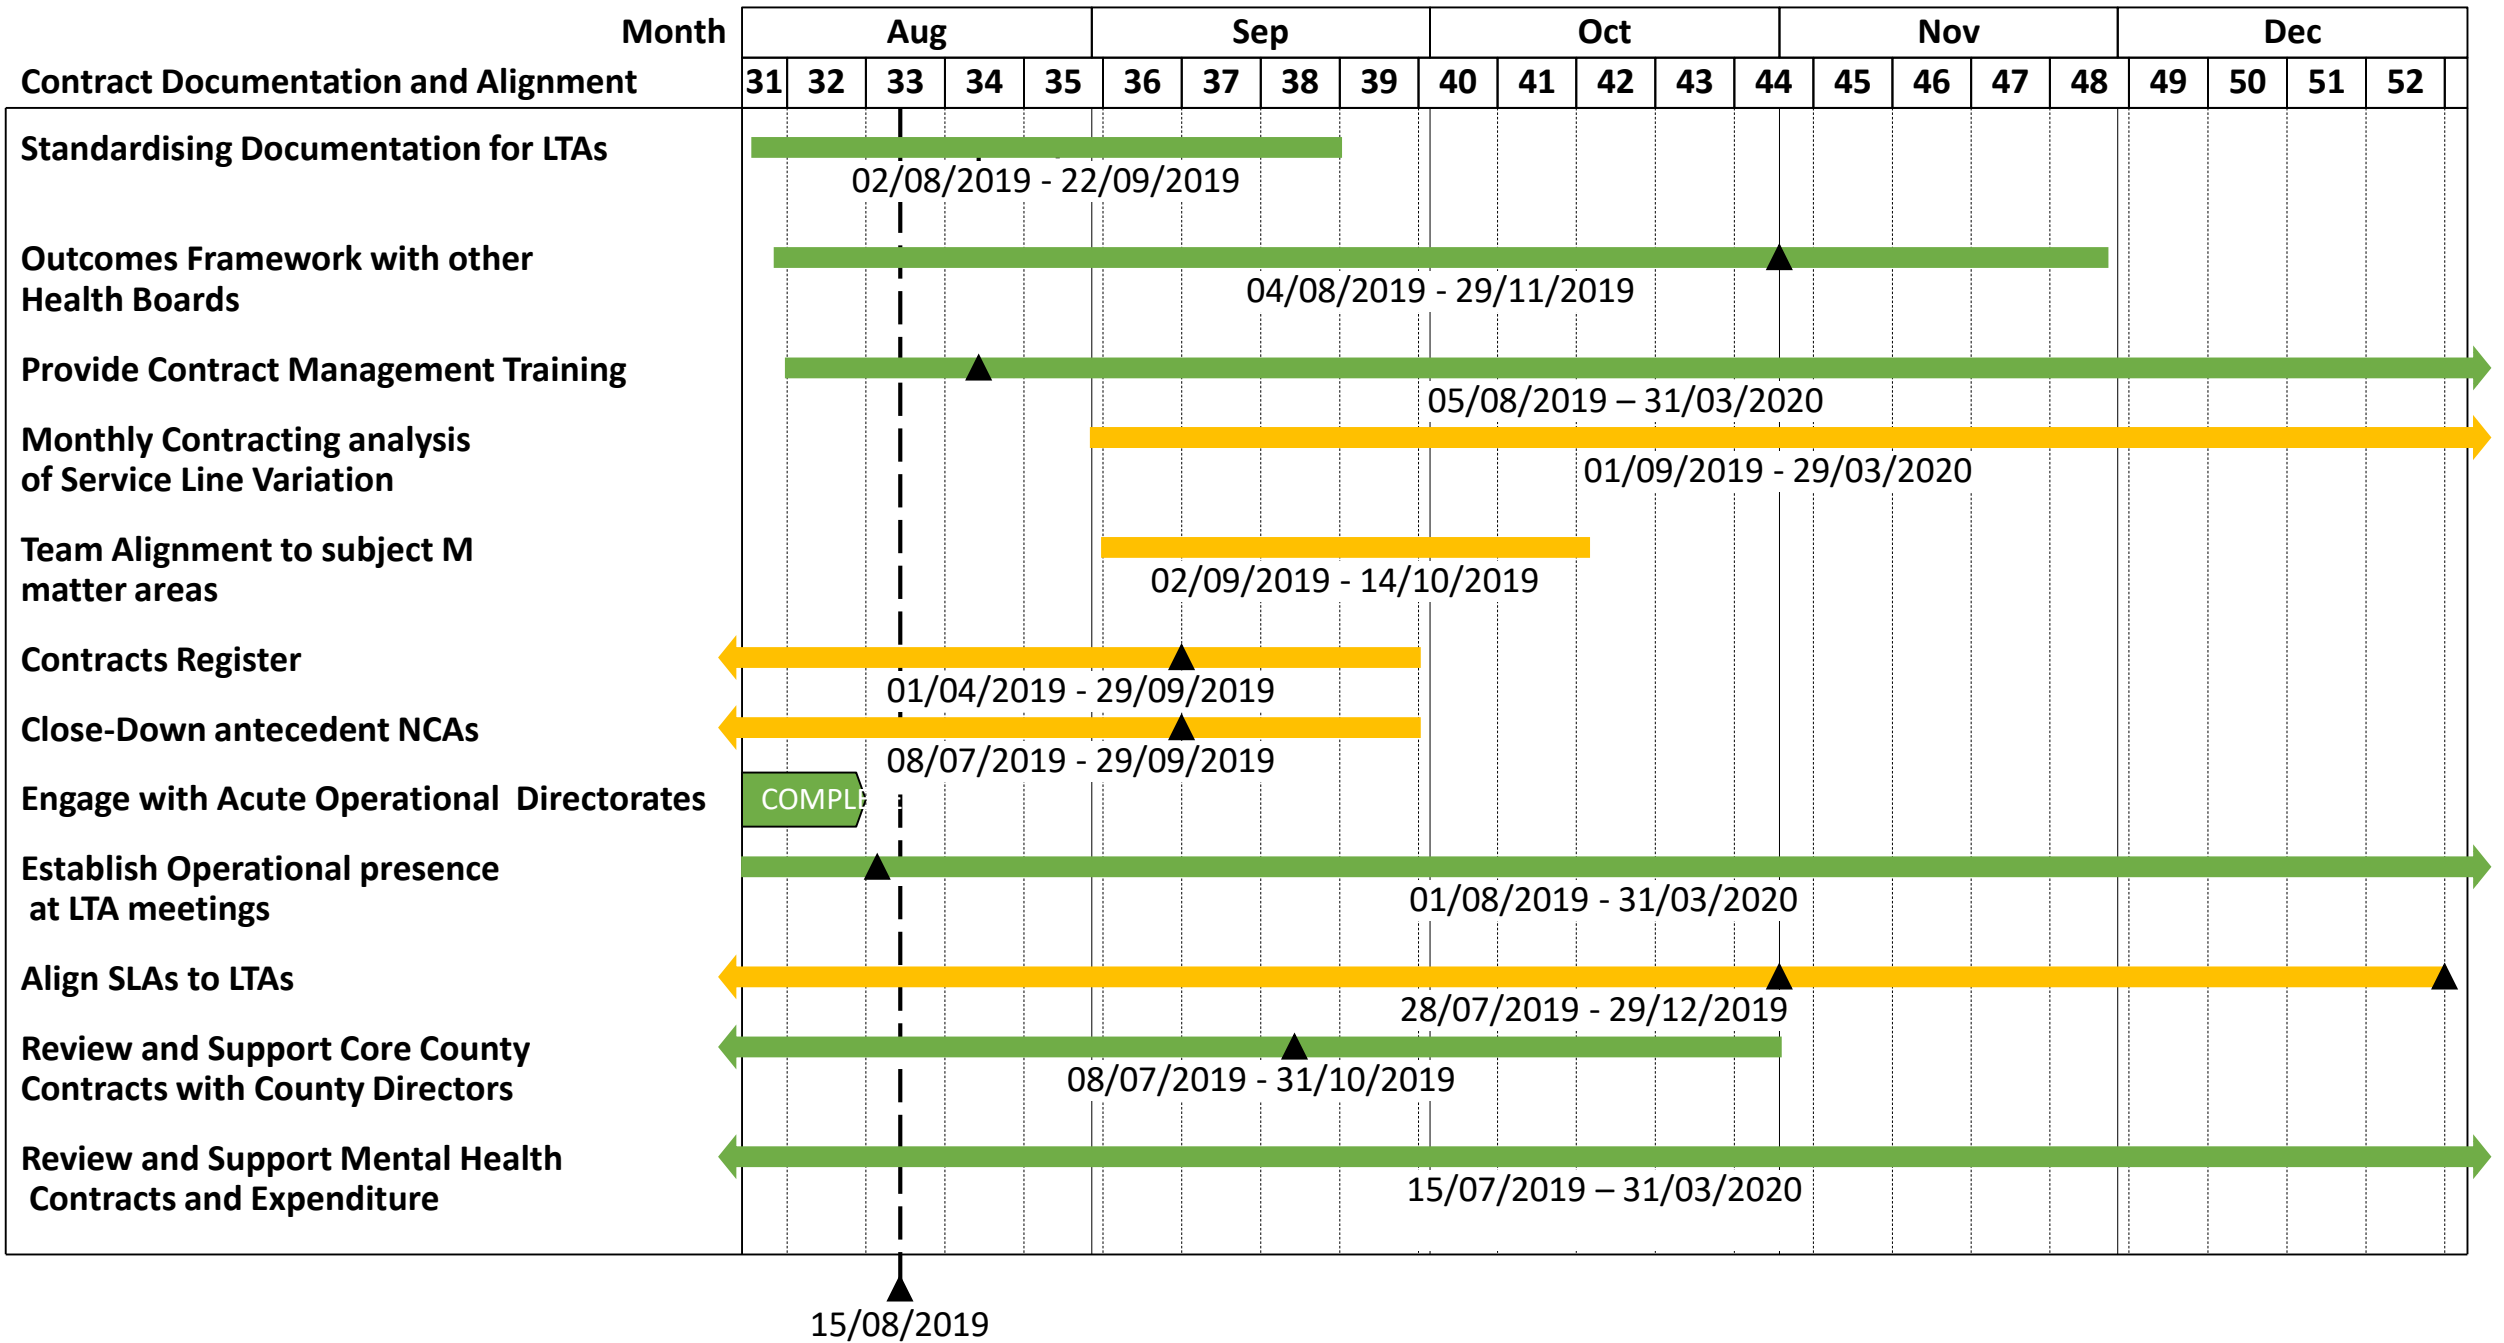 Month Aug Sep Oct Nov Dec
Contract Documentation and Alignment 31 32 33 34 35 36 37 38 39 40 41 42 43 44 45 46 47 48 49 50 51 52
Standardising Documentation for LTAs
02/08/2019 - 22/09/2019
Outcomes Framework with other
Health Boards
04/08/2019 - 29/11/2019
Provide Contract Management Training
05/08/2019 – 31/03/2020
Monthly Contracting analysis
of Service Line Variation
01/09/2019 - 29/03/2020
Team Alignment to subject M
matter areas
02/09/2019 - 14/10/2019
Contracts Register
01/04/2019 - 29/09/2019
Close-Down antecedent NCAs
08/07/2019 - 29/09/2019
Engage with Acute Operational Directorates COMPL
Establish Operational presence
at LTA meetings
01/08/2019 - 31/03/2020
Align SLAs to LTAs
28/07/2019 - 29/12/2019
Review and Support Core County
Contracts with County Directors
08/07/2019 - 31/10/2019
Review and Support Mental Health
Contracts and Expenditure
15/07/2019 – 31/03/2020
15/08/2019